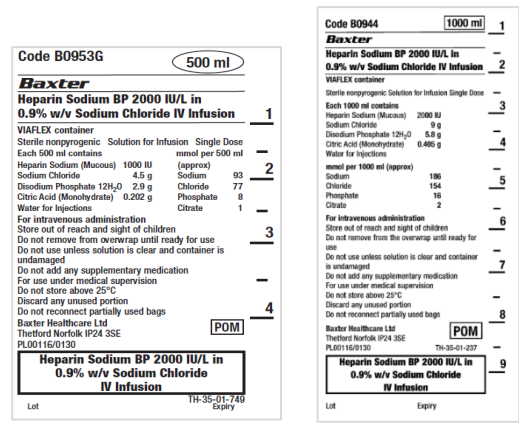 Code B0953G
500 ml
Baxter
Heparin Sodium BP 2000 IU/L in
0.9% w/v Sodium Chloride IV Infusion
1
VIAFLEX container
Sterile nonpyrogenic Solution for Infusion Single Dose
Each 500 ml contains mmol per 500 ml
Heparin Sodium (Mucous) 1000 IU (approx)
2
Sodium Chloride 4.5 g Sodium 93
Disodium Phosphate 12H₂O 2.9 g Chloride 77
Citric Acid (Monohydrate) 0.202 g Phosphate 8
Water for Injections Citrate 1
For intravenous administration
Store out of reach and sight of children
3
Do not remove from overwrap until ready for use
Do not use unless solution is clear and container is
undamaged
Do not add any supplementary medication
For use under medical supervision
Do not store above 25°C
Discard any unused portion
4
Do not reconnect partially used bags
Baxter Healthcare Ltd
Thetford Norfolk IP24 3SE
POM
PL00116/0130
Heparin Sodium BP 2000 IU/L in
0.9% w/v Sodium Chloride
IV Infusion
TH-35-01-749
Lot Expiry
Code B0944
1000 ml
1
Baxter
Heparin Sodium BP 2000 IU/L in
0.9% w/v Sodium Chloride IV Infusion
2
VIAFLEX container
Sterile nonpyrogenic Solution for Infusion Single Dose
Each 1000 ml contains
3
Heparin Sodium (Mucous) 2000 IU
Sodium Chloride 9 g
Disodium Phosphate 12H₂O 5.8 g
4
Citric Acid (Monohydrate) 0.405 g
Water for Injections
mmol per 1000 ml (approx)
Sodium 186
5
Chloride 154
Phosphate 16
Citrate 2
For intravenous administration
6
Store out of reach and sight of children
Do not remove from the overwrap until ready for
use
Do not use unless solution is clear and container
is undamaged
7
Do not add any supplementary medication
For use under medical supervision
Do not store above 25°C
Discard any unused portion
Do not reconnect partially used bags
8
Baxter Healthcare Ltd
Thetford Norfolk IP24 3SE
POM
PL00116/0130 TH-35-01-237
Heparin Sodium BP 2000 IU/L in
9
0.9% w/v Sodium Chloride
IV Infusion
Lot Expiry